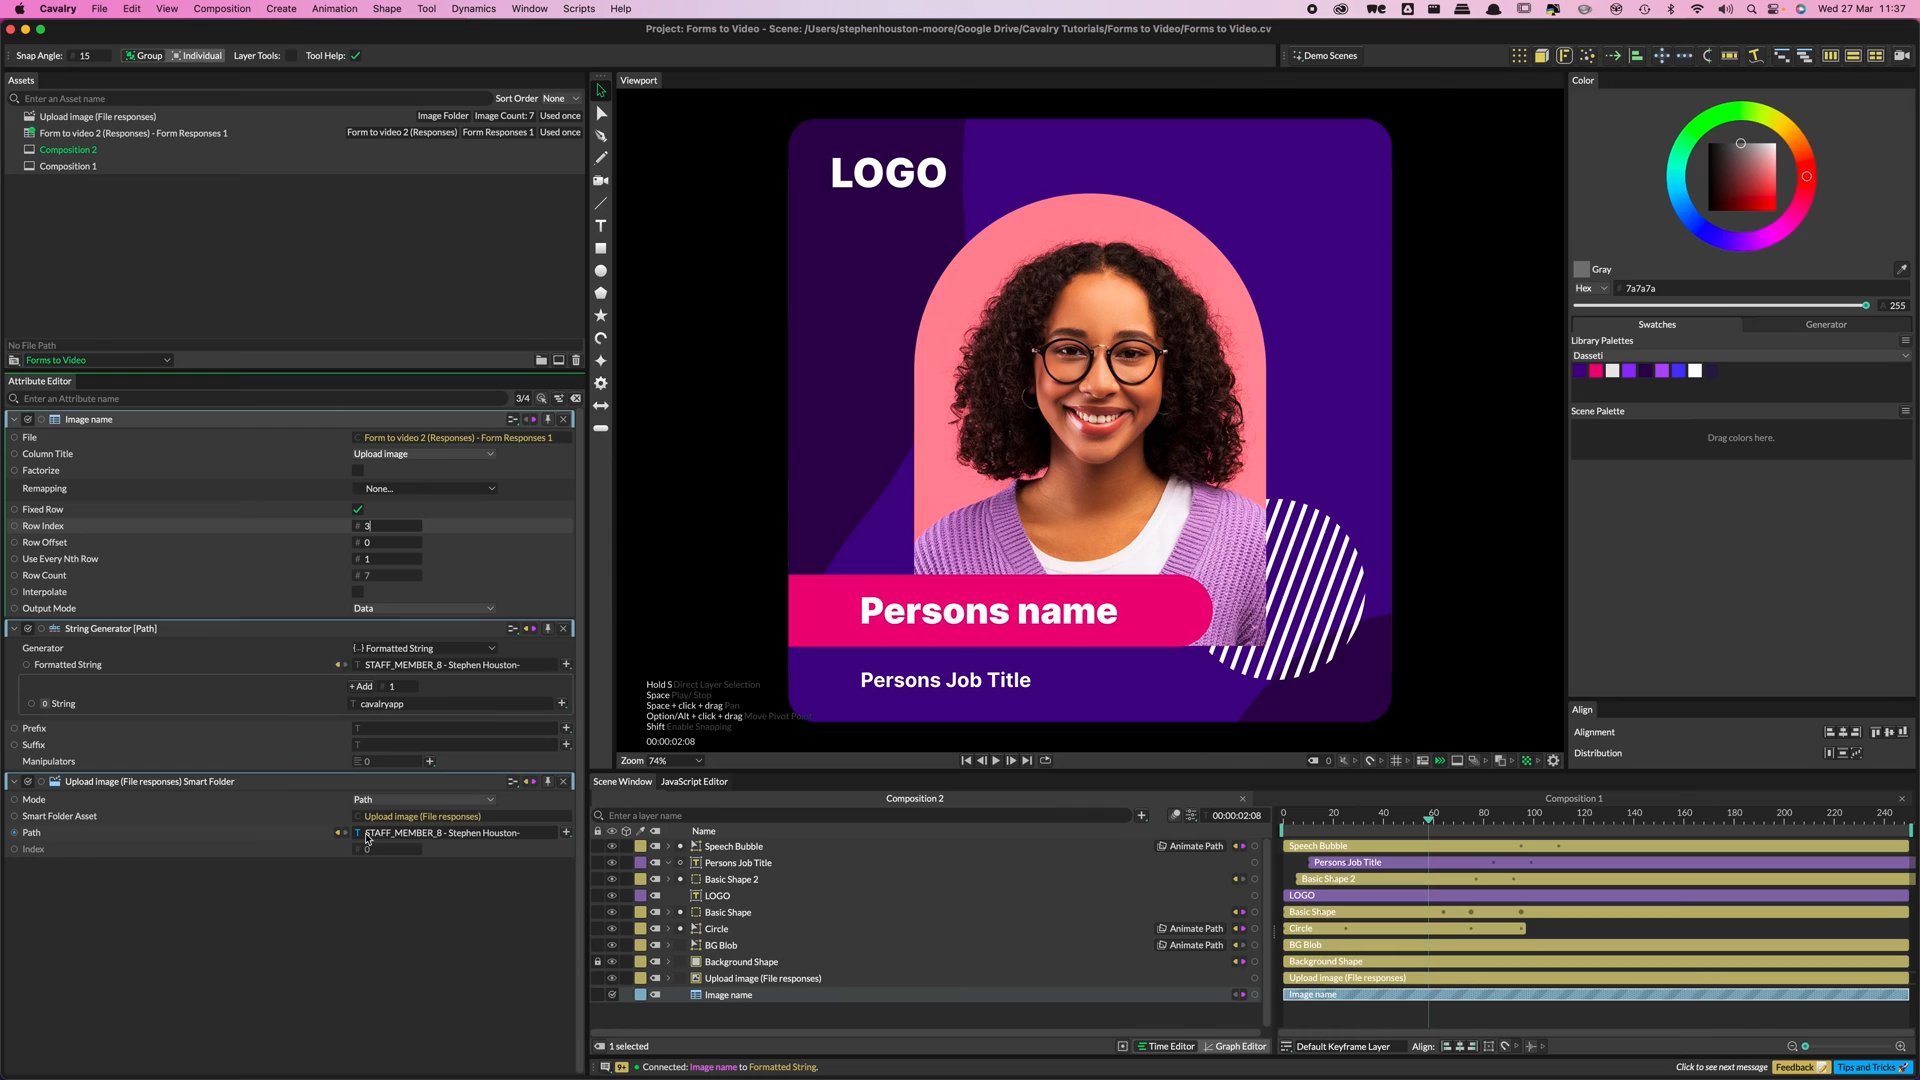 Cavalry File Edit View Composition Create Animation Shape Tool Dynamics Window Scripts Help Wed 27 Mar 11:37
Project: Forms to Video - Scene: /Users/stephenhouston-moore/Google Drive/Cavalry Tutorials/Forms to Video/Forms to Video.cv
Snap Angle: # 15 Group Individual Layer Tools: Tool Help: Demo Scenes
Assets
Enter an Asset name Sort Order None
Upload image (File responses) Image Folder Image Count: 7 Used once
Form to video 2 (Responses) - Form Responses 1 Form to video 2 (Responses) Form Responses 1 Used once
Composition 2
Composition 1
No File Path
Forms to Video
Attribute Editor
Enter an Attribute name 3/4
Image name
File Form to video 2 (Responses) - Form Responses 1
Column Title Upload image
Factorize
Remapping None...
Fixed Row
Row Index # 3
Row Offset # 0
Use Every Nth Row # 1
Row Count # 7
Interpolate
Output Mode Data
String Generator [Path]
Generator {..} Formatted String
Formatted String T STAFF_MEMBER_8 - Stephen Houston-
+ Add # 1
0 String T cavalryapp
Prefix T
Suffix T
Manipulators 0
Upload image (File responses) Smart Folder
Mode Path
Smart Folder Asset Upload image (File responses)
Path T STAFF_MEMBER_8 - Stephen Houston-
Index 0
Viewport
LOGO
Persons name
Persons Job Title
Hold S Direct Layer Selection
Space Play/ Stop
Space + click + drag Pan
Option/Alt + click + drag Move Pivot Point
Shift Enable Snapping
00:00:02:08
Zoom 74% 0
Scene Window JavaScript Editor
Composition 2 Composition 1
Enter a layer name 00:00:02:08 0 20 40 60 80 100 120 140 160 180 200 220 240
Name
Speech Bubble Animate Path Speech Bubble
Persons Job Title Persons Job Title
Basic Shape 2 Basic Shape 2
LOGO LOGO
Basic Shape Basic Shape
Circle Animate Path Circle
BG Blob Animate Path BG Blob
Background Shape Background Shape
Upload image (File responses) Upload image (File responses)
Image name Image name
1 selected Time Editor Graph Editor Default Keyframe Layer Align:
9+ Connected: Image name to Formatted String. Click to see next message Feedback Tips and Tricks
Color
Gray
Hex # 7a7a7a
A 255
Swatches Generator
Library Palettes
Dasseti
Scene Palette
Drag colors here.
Align
Alignment
Distribution